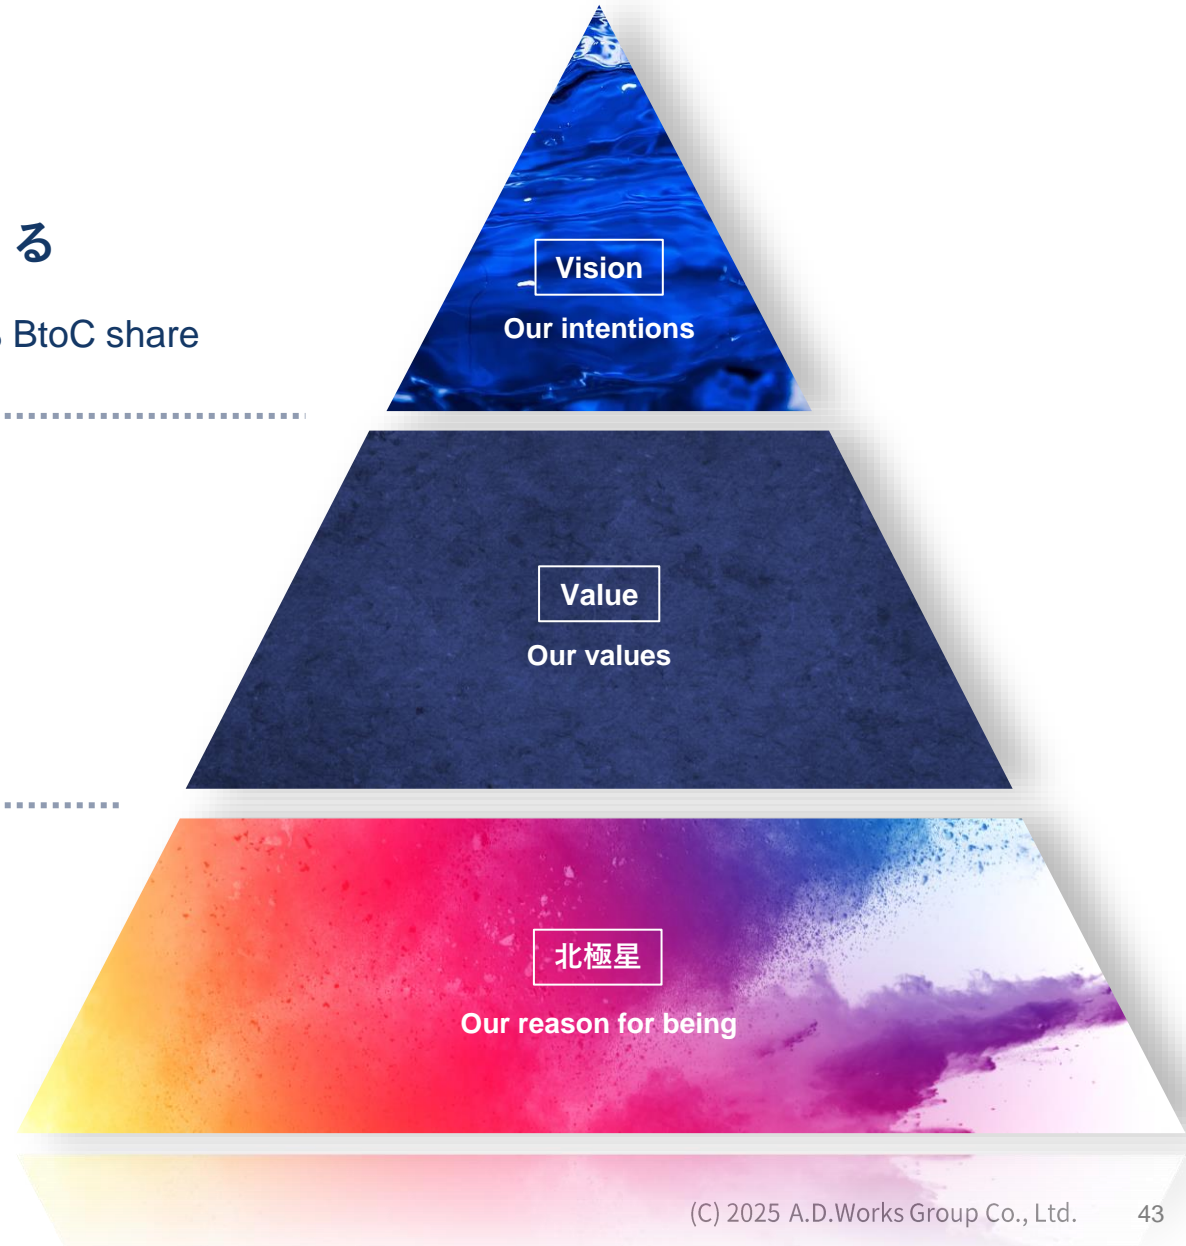 る
BtoC share
Vision
Our intentions
Value
Our values
北極星
Our reason for being
(C) 2025 A.D.Works Group Co., Ltd.
43